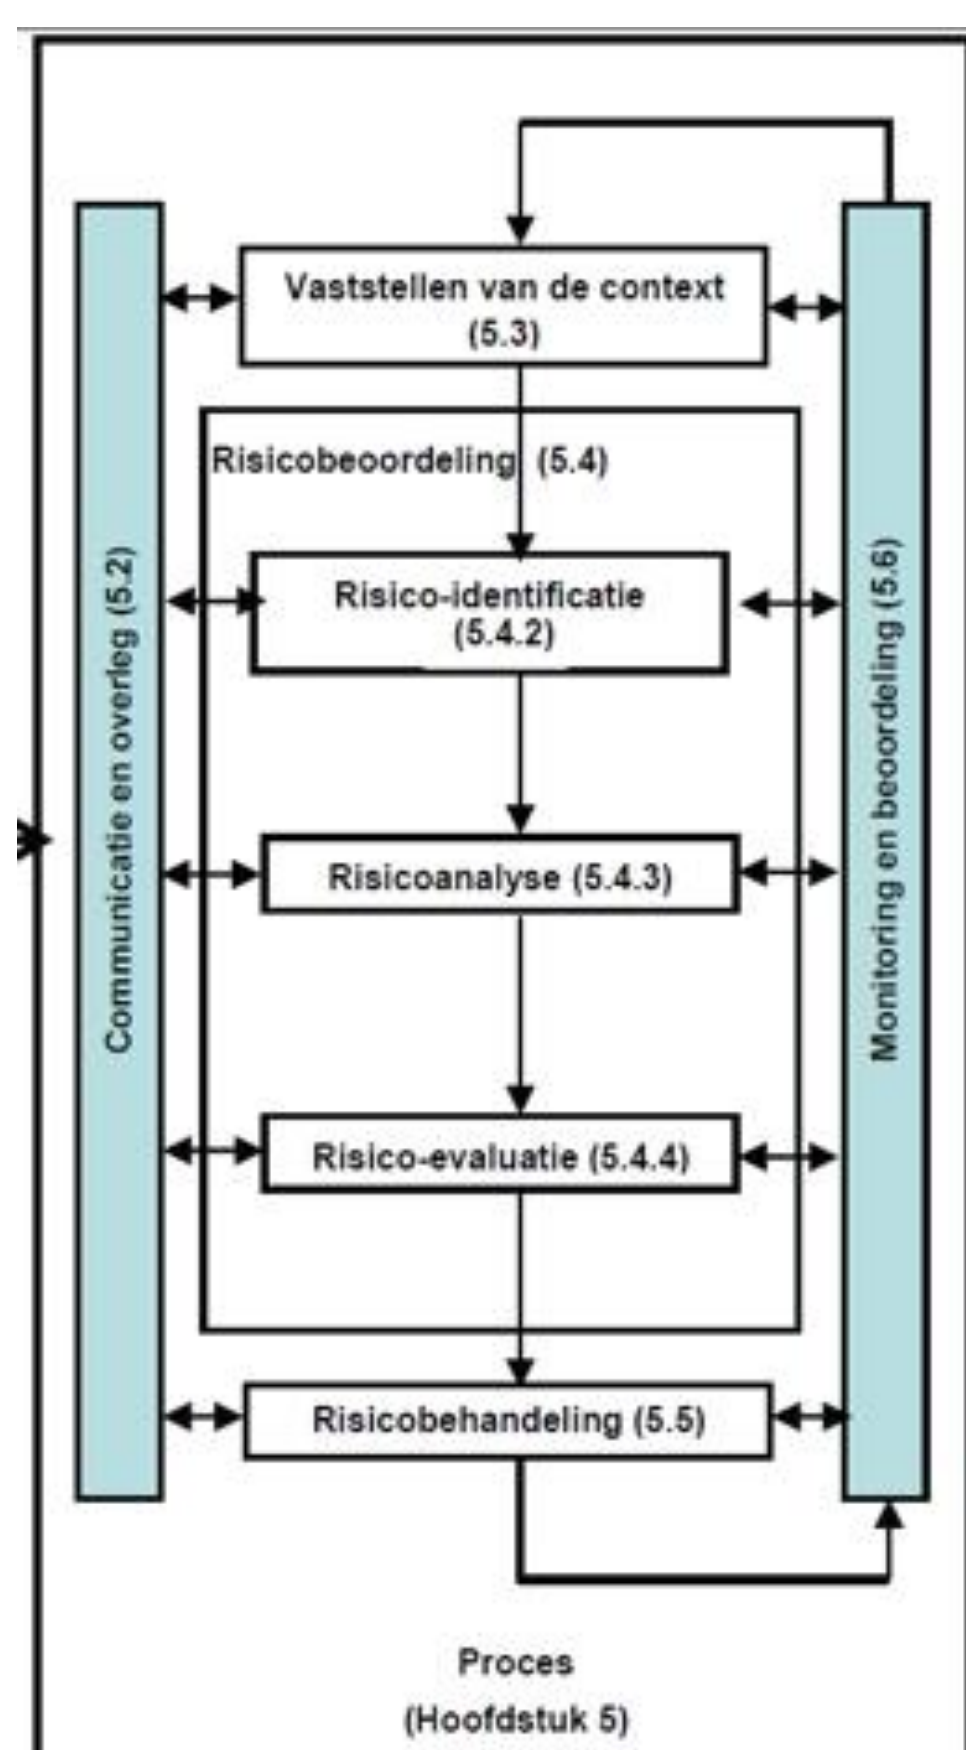 Vaststellen van de context
(5.3)
Risicobeoordeling (5.4)
Risico-identificatie
(5.4.2)
Communicatie en overleg (5.2)
Monitoring en beoordeling (5.6)
Risicoanalyse (5.4.3)
Risico-evaluatie (5.4.4)
Risicobehandeling (5.5)
Proces
(Hoofdstuk 5)